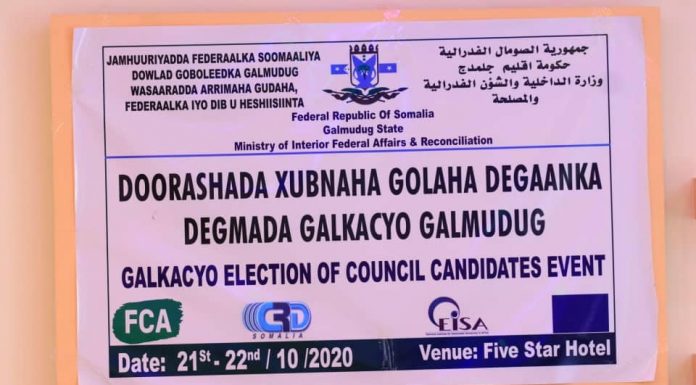 JAMHUURIYADDA FEDERAALKA SOOMAALIYA
DOWLAD GOBOLEEDKA GALMUDUG
WASAARADDA ARRIMAHA GUDAHA,
FEDERAALKA IYO DIB U HESHISIINTA
جمهورية الصومال الفدرالية
حكومة اقليم جلمدج
وزارة الداخلية والشؤن الفدرالية
والمصلحة
Federal Republic Of Somalia
Galmudug State
Ministry of Interior Federal Affairs & Reconciliation
DOORASHADA XUBNAHA GOLAHA DEGAANKA
DEGMADA GALKACYO GALMUDUG
GALKACYO ELECTION OF COUNCIL CANDIDATES EVENT
FCA
CRD
SOMALIA
EISA
Date: 21St - 22nd / 10 /2020
Venue: Five Star Hotel